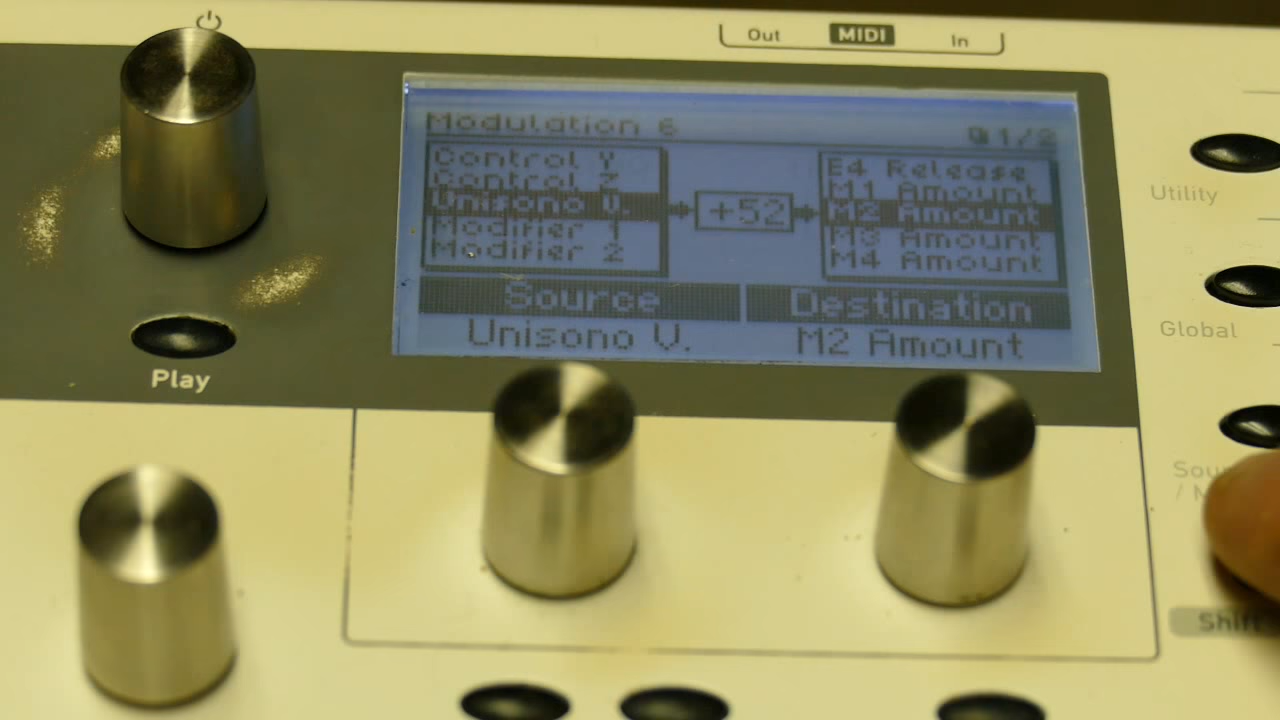 Out MIDI In
Modulation 6 1/2
Control Y
Control Z
Unisono V.
Modifier 1
Modifier 2
+52
E4 Release
M1 Amount
M2 Amount
M3 Amount
M4 Amount
Source Destination
Unisono V. M2 Amount
Play
Utility
Global
Shift